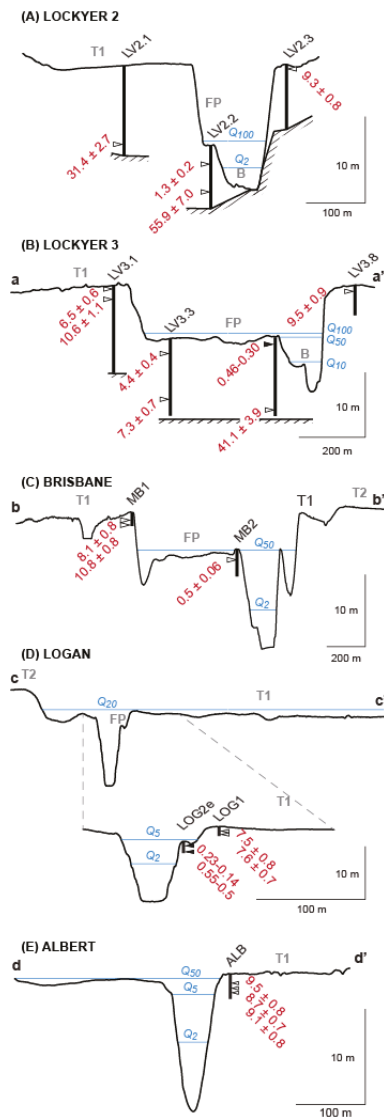 (A) LOCKYER 2
T1
LV2.1
LV2.3
9.3 ± 0.8
FP
LV2.2
Q100
Q2
B
31.4 ± 2.7
1.3 ± 0.2
55.9 ± 7.0
10 m
100 m
(B) LOCKYER 3
a
T1
LV3.1
LV3.8
a'
6.5 ± 0.6
10.6 ± 1.1
LV3.3
FP
9.5 ± 0.9
Q100
Q50
B
Q10
4.4 ± 0.4
0.46-0.30
7.3 ± 0.7
41.1 ± 3.9
10 m
200 m
(C) BRISBANE
b
T1
MB1
T1
T2
b'
8.1 ± 0.8
10.8 ± 0.8
FP
MB2
Q50
0.5 ± 0.06
Q2
10 m
200 m
(D) LOGAN
T2
c
Q20
T1
c'
FP
LOG2e
LOG1
T1
Q5
Q2
7.5 ± 0.8
7.6 ± 0.7
0.23-0.14
0.55-0.5
10 m
100 m
(E) ALBERT
d
Q50
ALB
T1
d'
Q5
9.5 ± 0.8
8.7 ± 0.7
9.1 ± 0.8
Q2
10 m
100 m